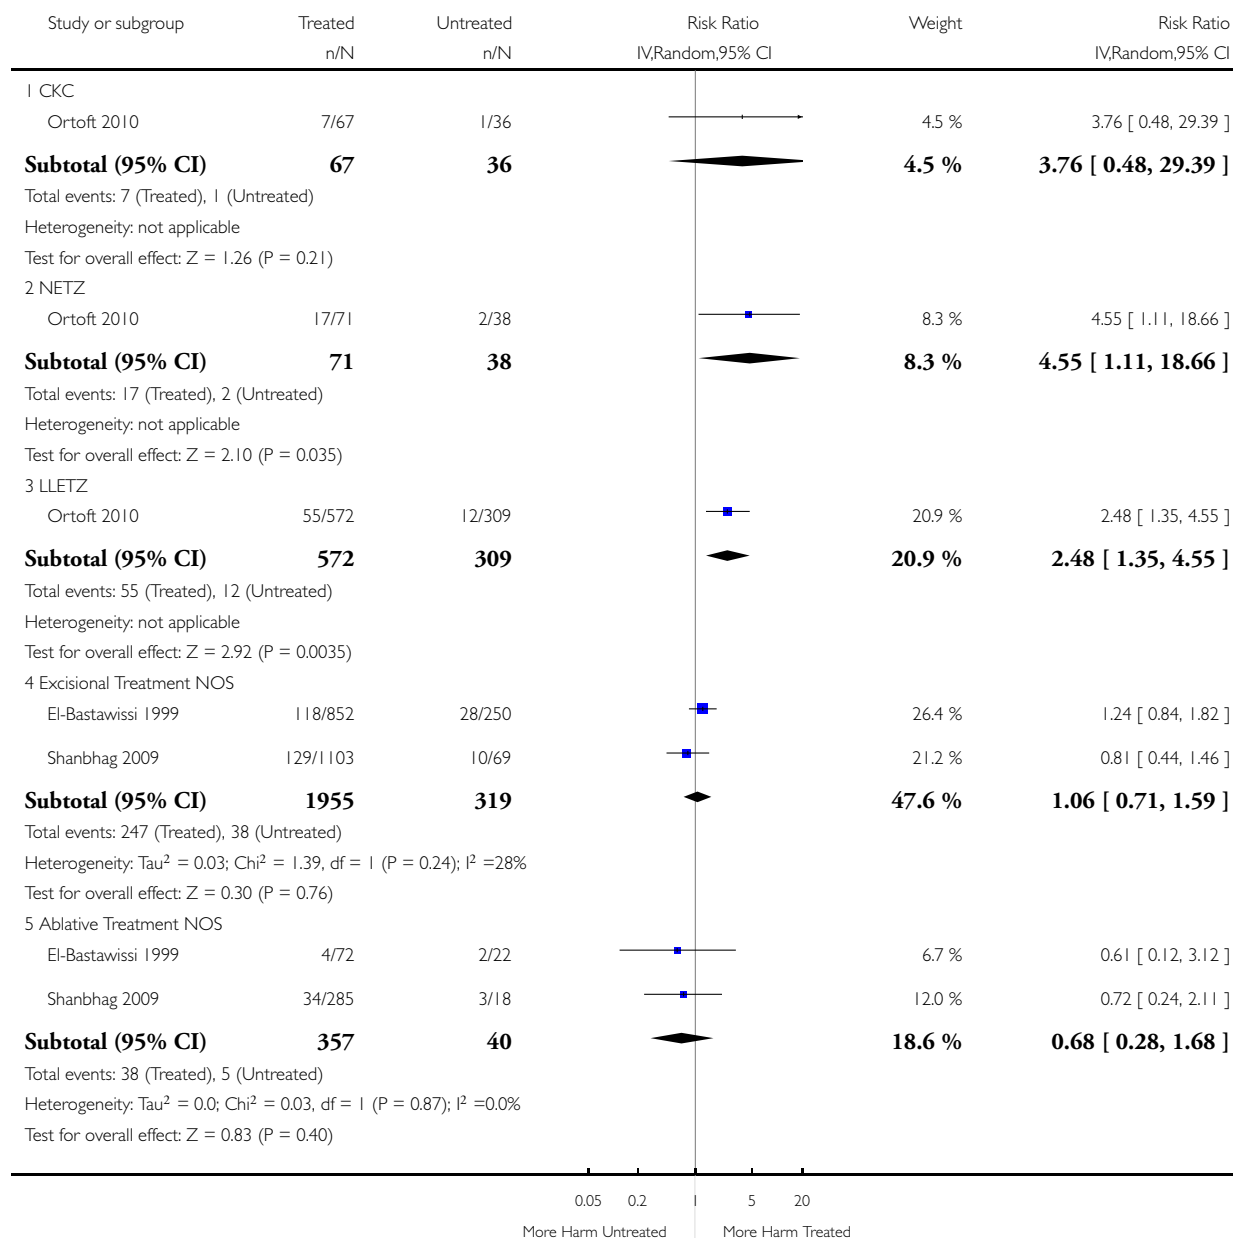 Study or subgroup Treated Untreated Risk Ratio Weight Risk Ratio
n/N n/N IV,Random,95% CI IV,Random,95% CI
1 CKC
Ortoft 2010 7/67 1/36 4.5 % 3.76 [ 0.48, 29.39 ]
Subtotal (95% CI) 67 36 4.5 % 3.76 [ 0.48, 29.39 ]
Total events: 7 (Treated), 1 (Untreated)
Heterogeneity: not applicable
Test for overall effect: Z = 1.26 (P = 0.21)
2 NETZ
Ortoft 2010 17/71 2/38 8.3 % 4.55 [ 1.11, 18.66 ]
Subtotal (95% CI) 71 38 8.3 % 4.55 [ 1.11, 18.66 ]
Total events: 17 (Treated), 2 (Untreated)
Heterogeneity: not applicable
Test for overall effect: Z = 2.10 (P = 0.035)
3 LLETZ
Ortoft 2010 55/572 12/309 20.9 % 2.48 [ 1.35, 4.55 ]
Subtotal (95% CI) 572 309 20.9 % 2.48 [ 1.35, 4.55 ]
Total events: 55 (Treated), 12 (Untreated)
Heterogeneity: not applicable
Test for overall effect: Z = 2.92 (P = 0.0035)
4 Excisional Treatment NOS
El-Bastawissi 1999 118/852 28/250 26.4 % 1.24 [ 0.84, 1.82 ]
Shanbhag 2009 129/1103 10/69 21.2 % 0.81 [ 0.44, 1.46 ]
Subtotal (95% CI) 1955 319 47.6 % 1.06 [ 0.71, 1.59 ]
Total events: 247 (Treated), 38 (Untreated)
Heterogeneity: Tau² = 0.03; Chi² = 1.39, df = 1 (P = 0.24); I² =28%
Test for overall effect: Z = 0.30 (P = 0.76)
5 Ablative Treatment NOS
El-Bastawissi 1999 4/72 2/22 6.7 % 0.61 [ 0.12, 3.12 ]
Shanbhag 2009 34/285 3/18 12.0 % 0.72 [ 0.24, 2.11 ]
Subtotal (95% CI) 357 40 18.6 % 0.68 [ 0.28, 1.68 ]
Total events: 38 (Treated), 5 (Untreated)
Heterogeneity: Tau² = 0.0; Chi² = 0.03, df = 1 (P = 0.87); I² =0.0%
Test for overall effect: Z = 0.83 (P = 0.40)
0.05 0.2 1 5 20
More Harm Untreated More Harm Treated